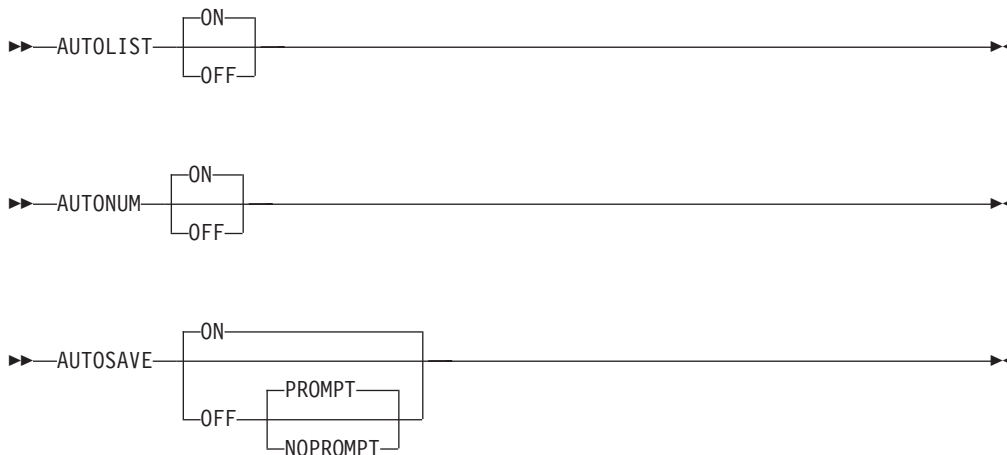 ON
AUTOLIST
OFF
ON
AUTONUM
OFF
ON
AUTOSAVE
PROMPT
OFF
NOPROMPT